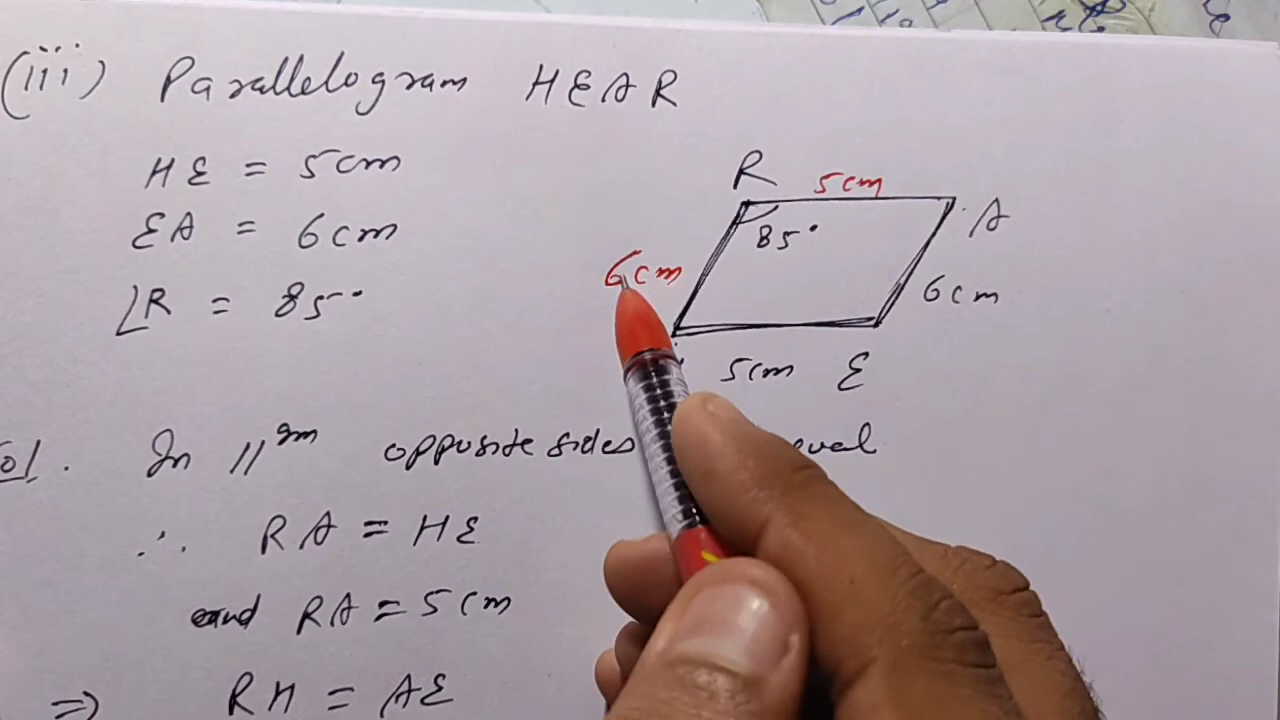 (iii) Parallelogram HEAR
HE = 5cm
EA = 6cm
∠R = 85°
R
5cm
A
85°
6cm
6cm
5cm
E
In ||gm opposite sides
∴ RA = HE
and RA = 5cm
⇒ RH = AE